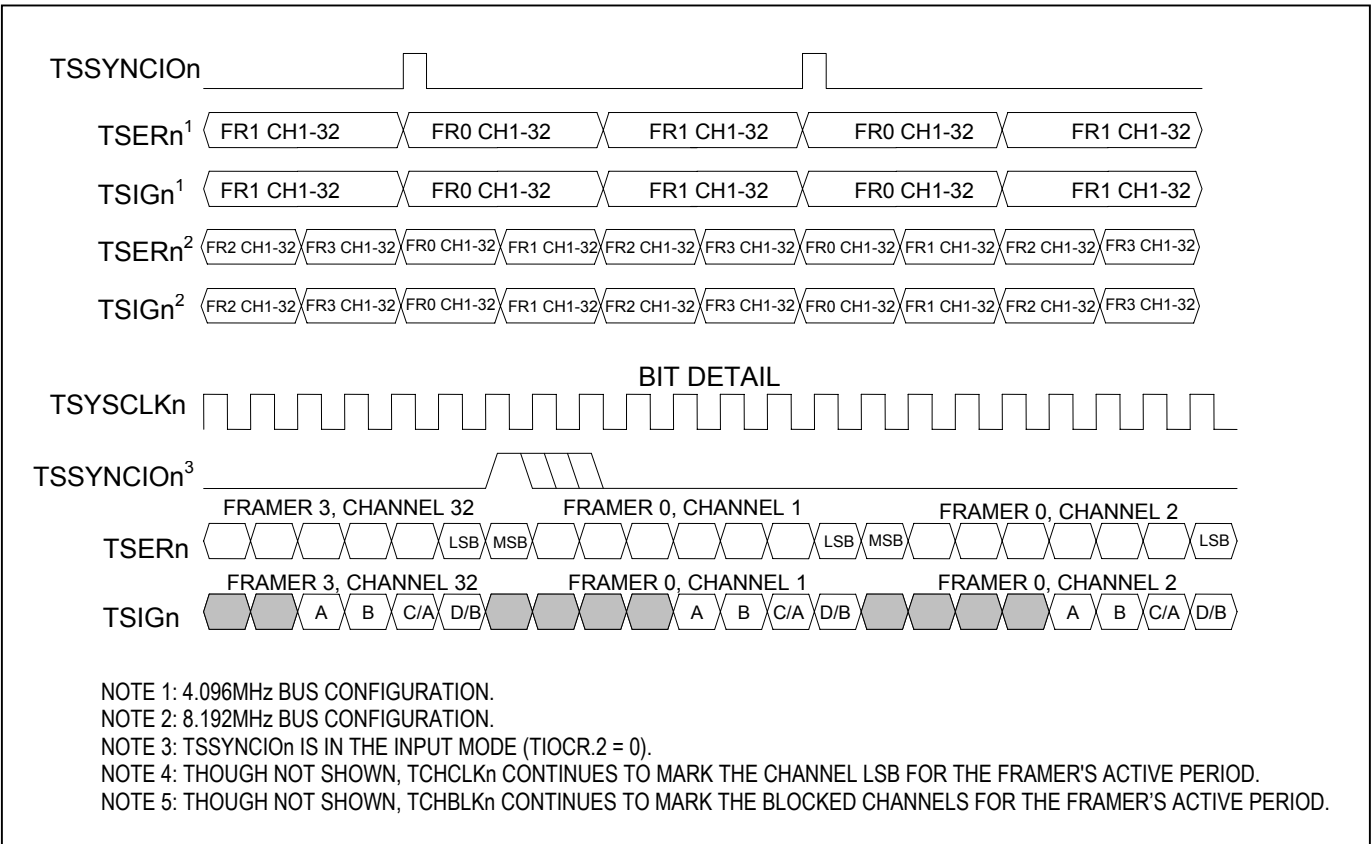 TSSYNCIOn
TSERn1 FR1 CH1-32 FR0 CH1-32 FR1 CH1-32 FR0 CH1-32 FR1 CH1-32
TSIGn1 FR1 CH1-32 FR0 CH1-32 FR1 CH1-32 FR0 CH1-32 FR1 CH1-32
TSERn2 FR2 CH1-32 FR3 CH1-32 FR0 CH1-32 FR1 CH1-32 FR2 CH1-32 FR3 CH1-32 FR0 CH1-32 FR1 CH1-32 FR2 CH1-32 FR3 CH1-32
TSIGn2 FR2 CH1-32 FR3 CH1-32 FR0 CH1-32 FR1 CH1-32 FR2 CH1-32 FR3 CH1-32 FR0 CH1-32 FR1 CH1-32 FR2 CH1-32 FR3 CH1-32
BIT DETAIL
TSYSCLKn
TSSYNCIOn3
FRAMER 3, CHANNEL 32 FRAMER 0, CHANNEL 1 FRAMER 0, CHANNEL 2
TSERn LSB MSB LSB MSB LSB
FRAMER 3, CHANNEL 32 FRAMER 0, CHANNEL 1 FRAMER 0, CHANNEL 2
TSIGn A B C/A D/B A B C/A D/B A B C/A D/B
NOTE 1: 4.096MHz BUS CONFIGURATION.
NOTE 2: 8.192MHz BUS CONFIGURATION.
NOTE 3: TSSYNCIOn IS IN THE INPUT MODE (TIOCR.2 = 0).
NOTE 4: THOUGH NOT SHOWN, TCHCLKn CONTINUES TO MARK THE CHANNEL LSB FOR THE FRAMER'S ACTIVE PERIOD.
NOTE 5: THOUGH NOT SHOWN, TCHBLKn CONTINUES TO MARK THE BLOCKED CHANNELS FOR THE FRAMER’S ACTIVE PERIOD.